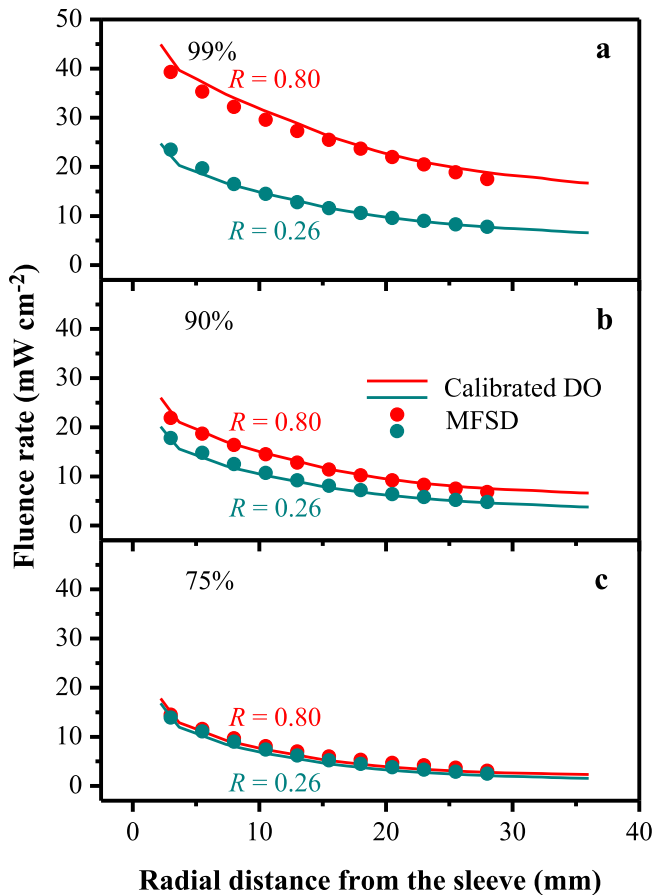 50
99%
a
40
R = 0.80
30
20
R = 0.26
10
0
90%
b
40
30
Calibrated DO
20
R = 0.80
MFSD
10
R = 0.26
0
75%
c
40
30
20
R = 0.80
10
R = 0.26
0
0 10 20 30 40
Fluence rate (mW cm⁻²)
Radial distance from the sleeve (mm)